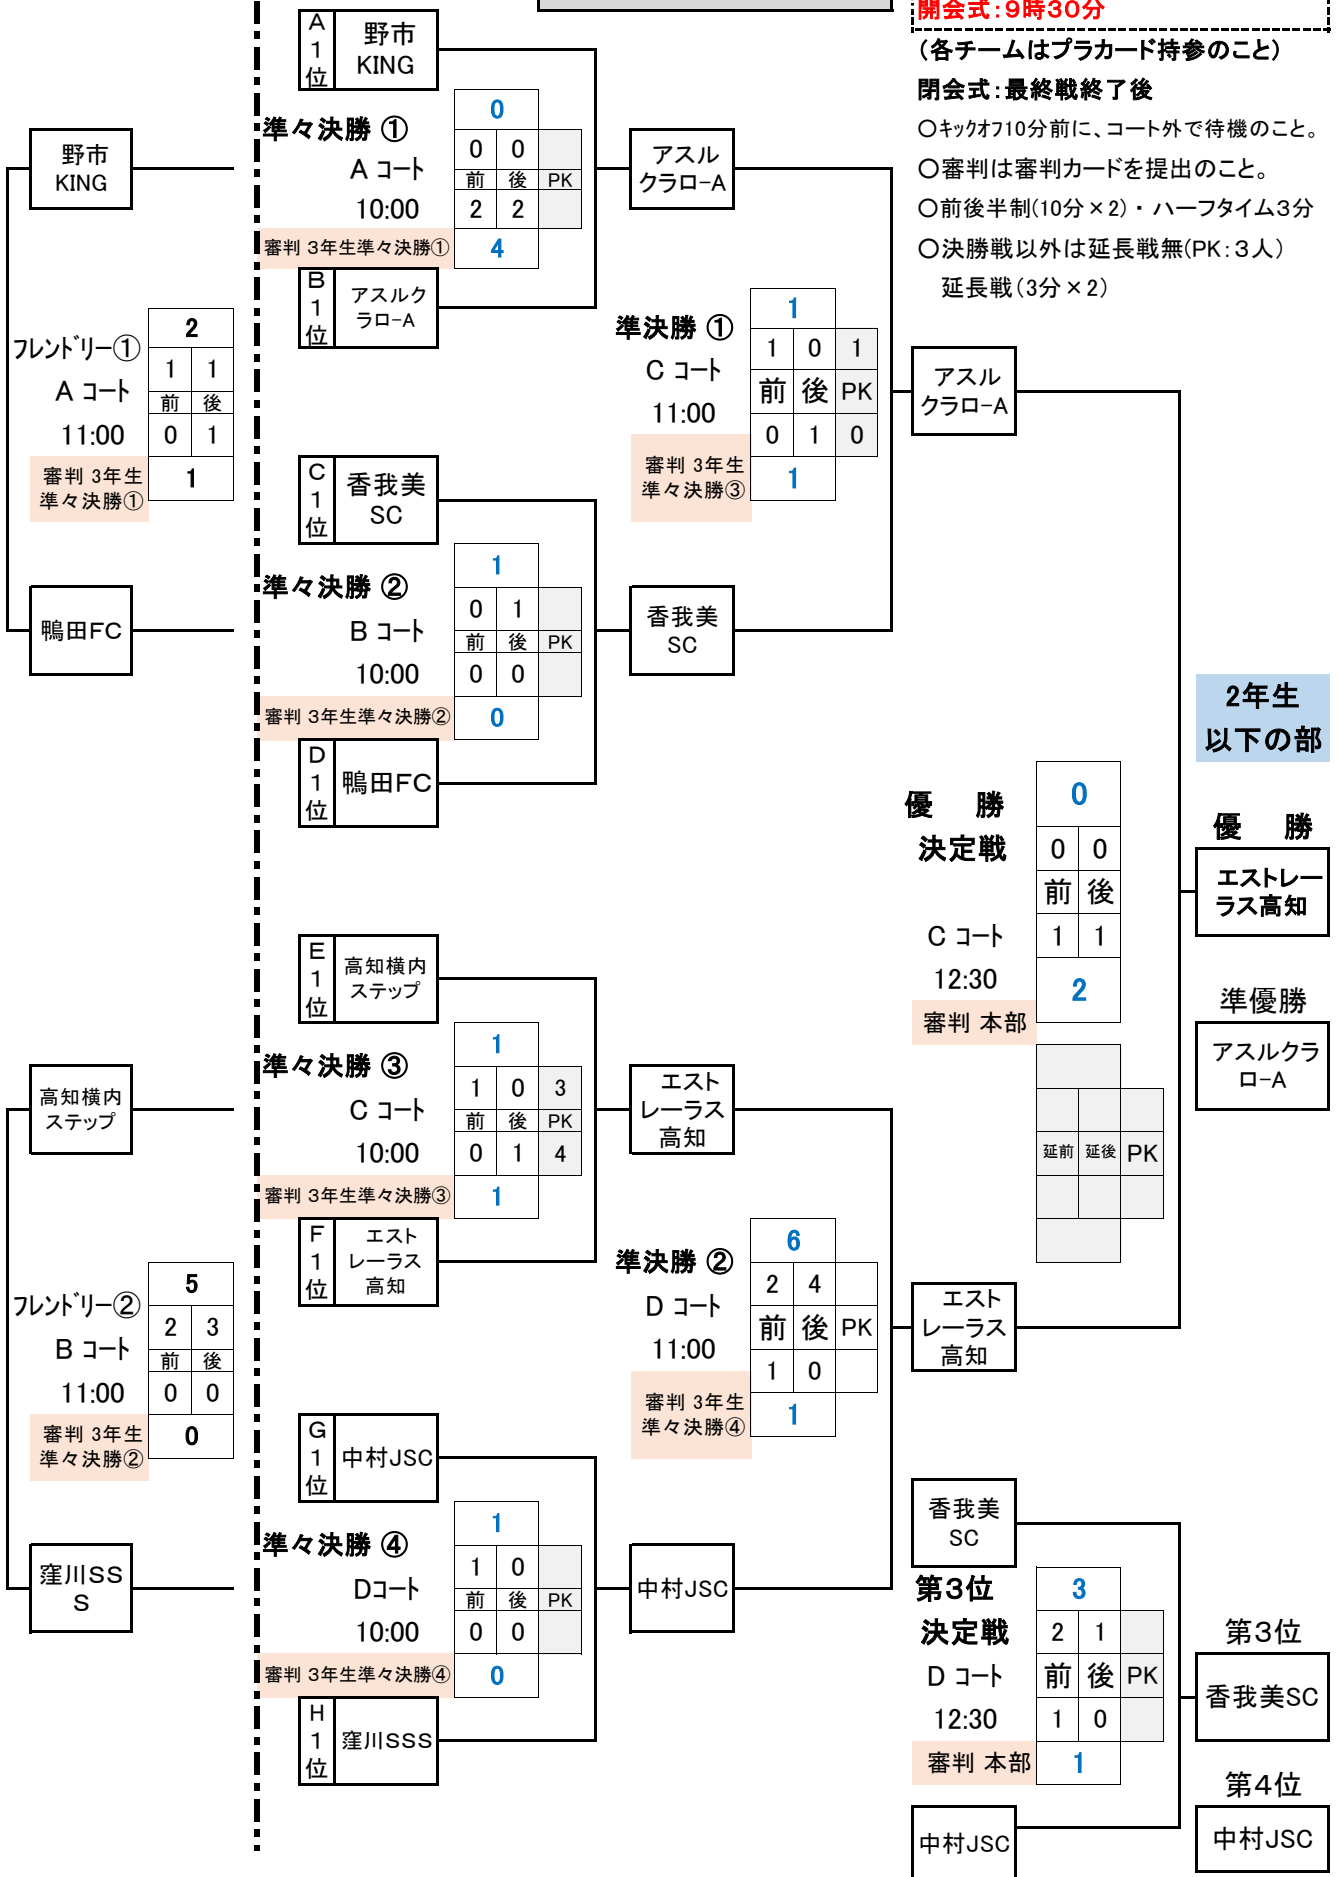 開会式：9時30分
（各チームはプラカード持参のこと）
閉会式：最終戦終了後
○キックオフ10分前に、コート外で待機のこと。
○審判は審判カードを提出のこと。
○前後半制(10分×2)・ハーフタイム3分
○決勝戦以外は延長戦無(PK：3人)
延長戦（3分×2）
野市
KING
フレンドリー①
A コート
11:00
審判 3年生
準々決勝①
2
1 1
前 後
0 1
1
鴨田FC
高知横内
ステップ
フレンドリー②
B コート
11:00
審判 3年生
準々決勝②
5
2 3
前 後
0 0
0
窪川SS
S
A
1
位
野市
KING
準々決勝 ①
A コート
10:00
審判 3年生準々決勝①
0
0 0
前 後 PK
2 2
4
B
1
位
アスルク
ラロ-A
C
1
位
香我美
SC
準々決勝 ②
B コート
10:00
審判 3年生準々決勝②
1
0 1
前 後 PK
0 0
0
D
1
位
鴨田FC
E
1
位
高知横内
ステップ
準々決勝 ③
C コート
10:00
審判 3年生準々決勝③
1
1 0 3
前 後 PK
0 1 4
1
F
1
位
エスト
レーラス
高知
G
1
位
中村JSC
準々決勝 ④
Dコート
10:00
審判 3年生準々決勝④
1
1 0
前 後 PK
0 0
0
H
1
位
窪川SSS
アスル
クラロ-A
準決勝 ①
C コート
11:00
審判 3年生
準々決勝③
1
1 0 1
前 後 PK
0 1 0
1
香我美
SC
エスト
レーラス
高知
準決勝 ②
D コート
11:00
審判 3年生
準々決勝④
6
2 4
前 後 PK
1 0
1
中村JSC
アスル
クラロ-A
優 勝
決定戦
C コート
12:30
審判 本部
0
0 0
前 後
1 1
2
延前 延後 PK
エスト
レーラス
高知
香我美
SC
第3位
決定戦
D コート
12:30
審判 本部
3
2 1
前 後 PK
1 0
1
中村JSC
2年生
以下の部
優 勝
エストレー
ラス高知
準優勝
アスルクラ
ロ-A
第3位
香我美SC
第4位
中村JSC